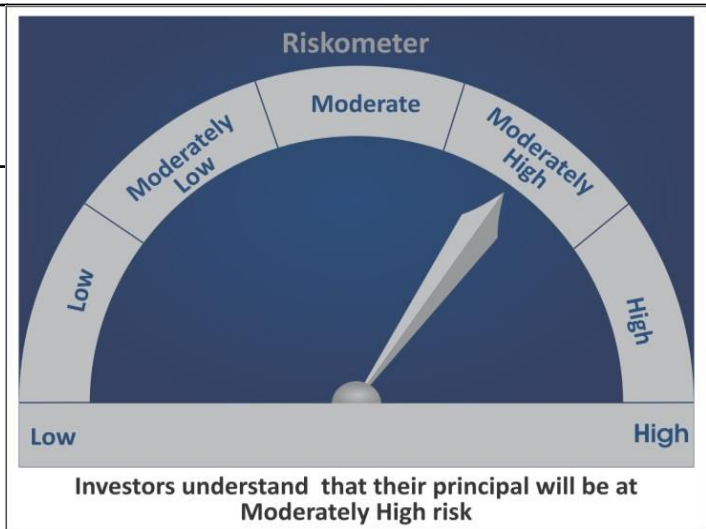 Riskometer
Low
Moderately
Low
Moderate
Moderately
High
High
Low
High
Investors understand that their principal will be at
Moderately High risk